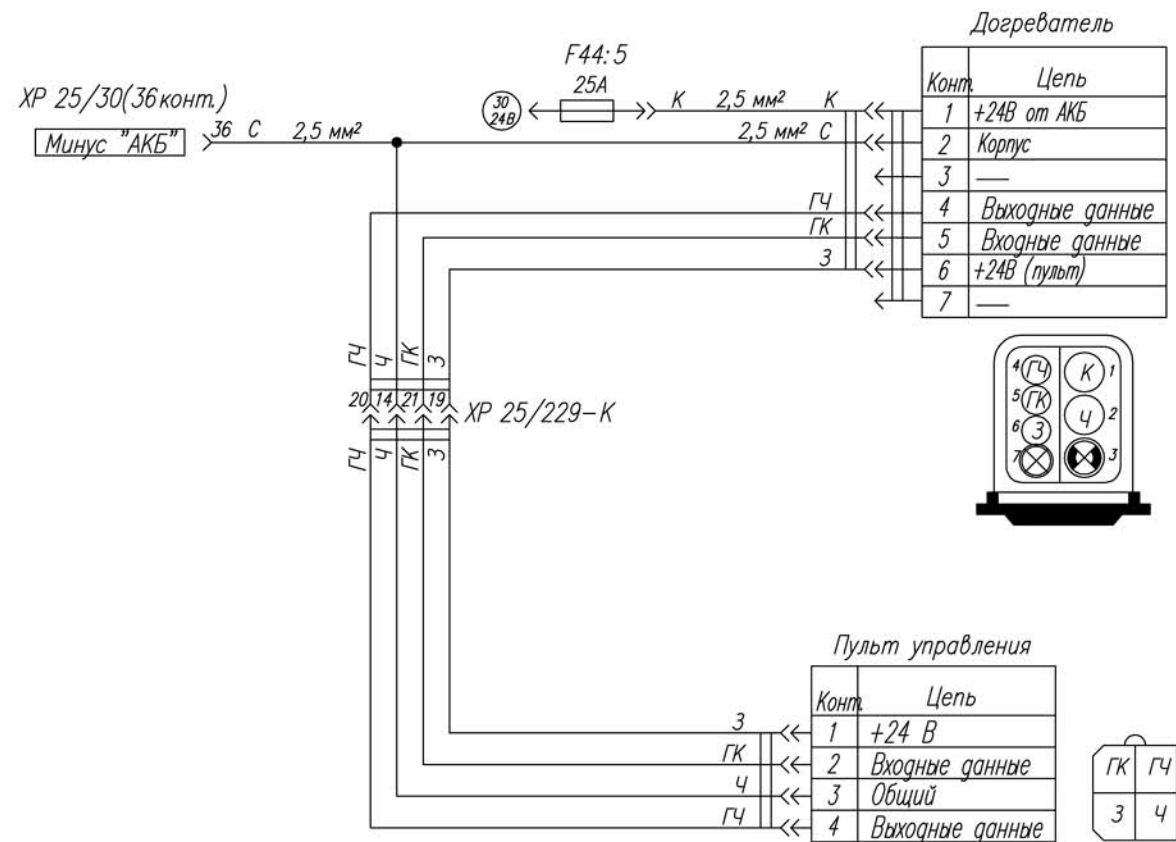 Догреватель
Конт. Цепь
1 +24В от АКБ
2 Корпус
3 —
4 Выходные данные
5 Входные данные
6 +24В (пульт)
7 —
F44:5
25А
30
24В
К 2,5 мм² К
ХР 25/30(36конт.)
Минус "АКБ"
36 С 2,5 мм²
2,5 мм² С
ГЧ
ГК
З
ГЧ Ч ГК З
20 14 21 19
ХР 25/229-К
ГЧ Ч ГК З
4 ГЧ К 1
5 ГК
6 З Ч 2
7 3
Пульт управления
Конт. Цепь
1 +24 В
2 Входные данные
3 Общий
4 Выходные данные
З
ГК
Ч
ГЧ
ГК ГЧ
З Ч